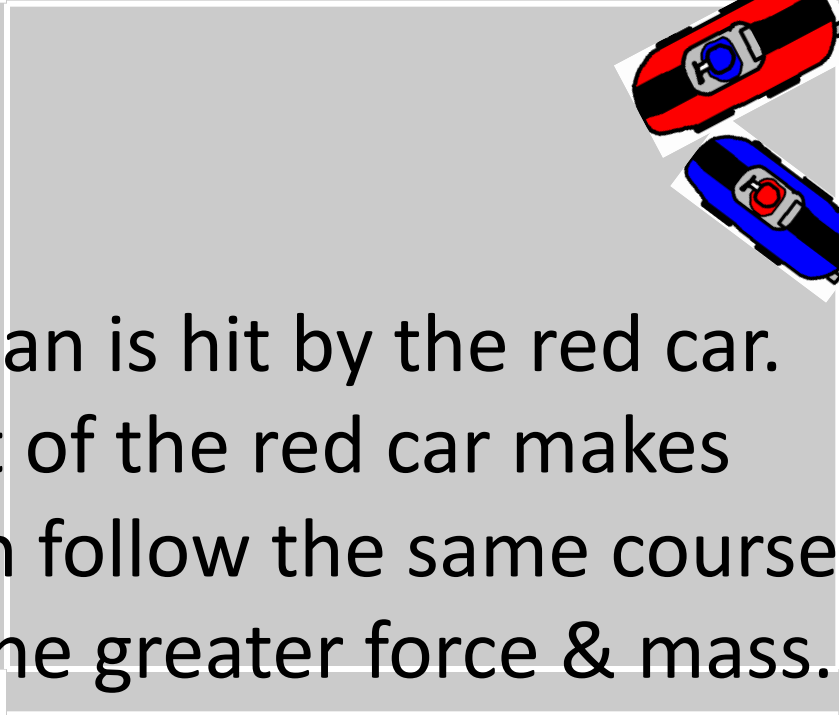 an is hit by the red car.
of the red car makes
follow the same course
greater force & mass.